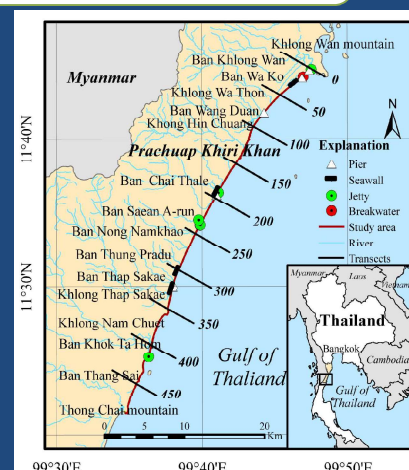 Khlong Wan mountain
Ban Khlong Wan
Myanmar
Ban Wa Ko
0
Khlong Wa Thon
50
Ban Wang Duan
Khong Hin Chuang
100
N
11°40'N
Prachuap Khiri Khan
Explanation
Pier
Seawall
Jetty
Breakwater
Study area
River
Transects
150
Ban Chai Thale
200
Ban Saean A-run
Ban Nong Namkhao
250
Ban Thung Pradu
Ban Thap Sakae
300
11°30'N
Khlong Thap Sakae
350
Khlong Nam Chuet
Ban Khok Ta Hom
400
Gulf of
Thaliand
Ban Thang Sai
450
Thong Chai mountain
0 10 20
Km
Myanmar
Laos
Vietnam
Thailand
Bangkok
Cambodia
Gulf of
Thailand
99°30'E 99°40'E 99°50'E